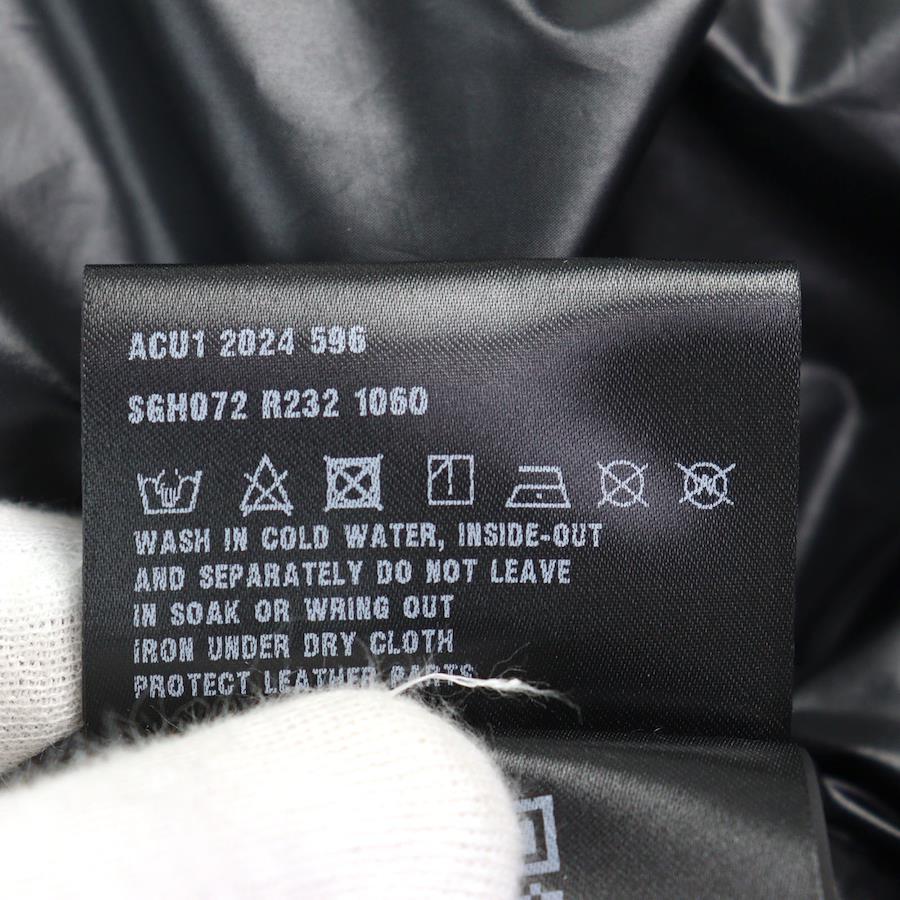 ACU1 2024 596
SGH072 R232 1060
W
WASH IN COLD WATER, INSIDE-OUT
AND SEPARATELY DO NOT LEAVE
IN SOAK OR WRING OUT
IRON UNDER DRY CLOTH
PROTECT LEATHER PARTS